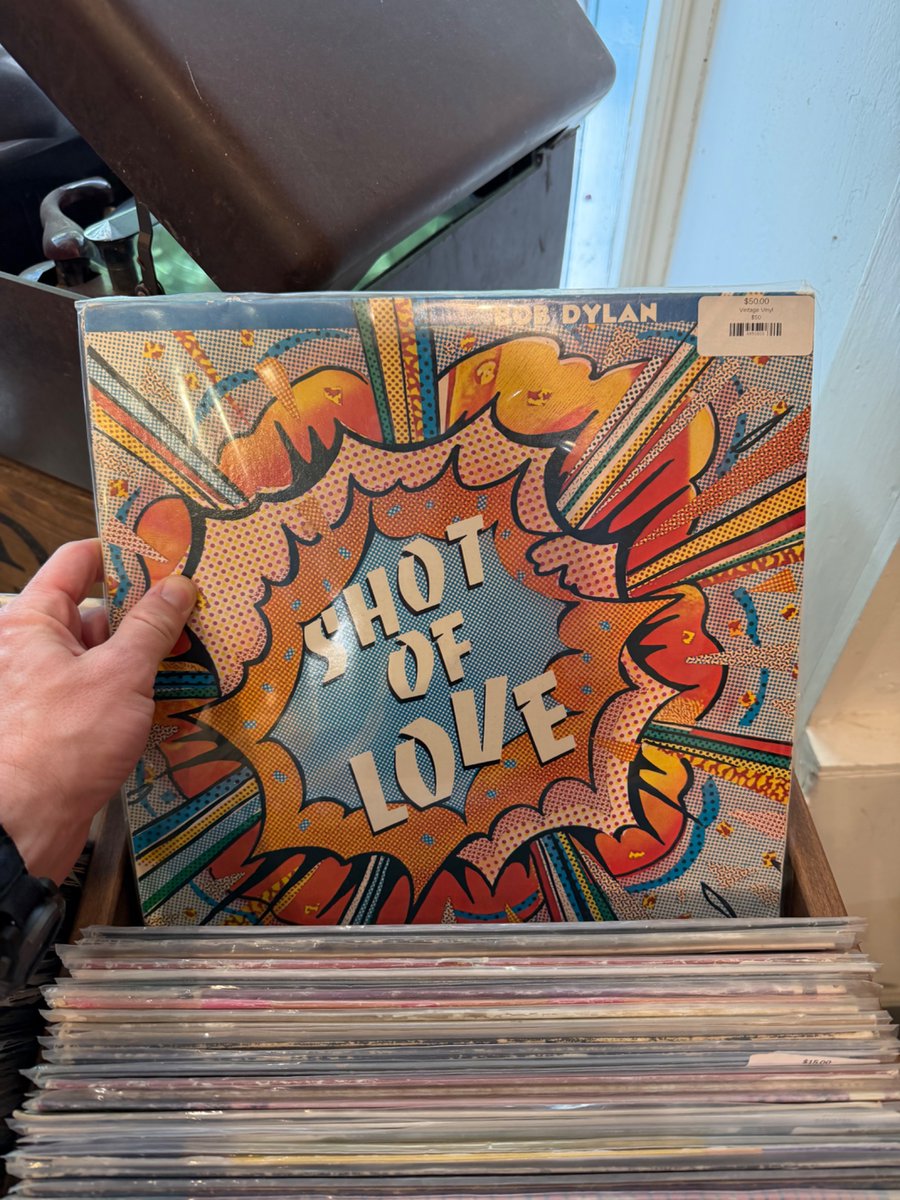 BOB DYLAN
$50.00
Vintage Vinyl
$50
SHOT
OF
LOVE
$15.00